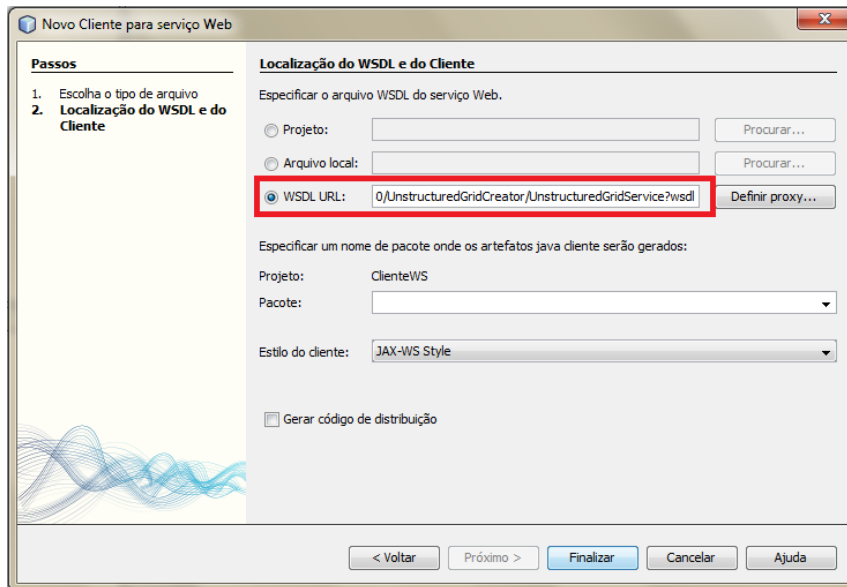 Novo Cliente para serviço Web
Passos
1. Escolha o tipo de arquivo
2. Localização do WSDL e do
Cliente
Localização do WSDL e do Cliente
Especificar o arquivo WSDL do serviço Web.
Projeto:
Procurar...
Arquivo local:
Procurar...
WSDL URL: 0/UnstructuredGridCreator/UnstructuredGridService?wsdl
Definir proxy...
Especificar um nome de pacote onde os artefatos java cliente serão gerados:
Projeto: ClienteWS
Pacote:
Estilo do cliente: JAX-WS Style
Gerar código de distribuição
< Voltar
Próximo >
Finalizar
Cancelar
Ajuda